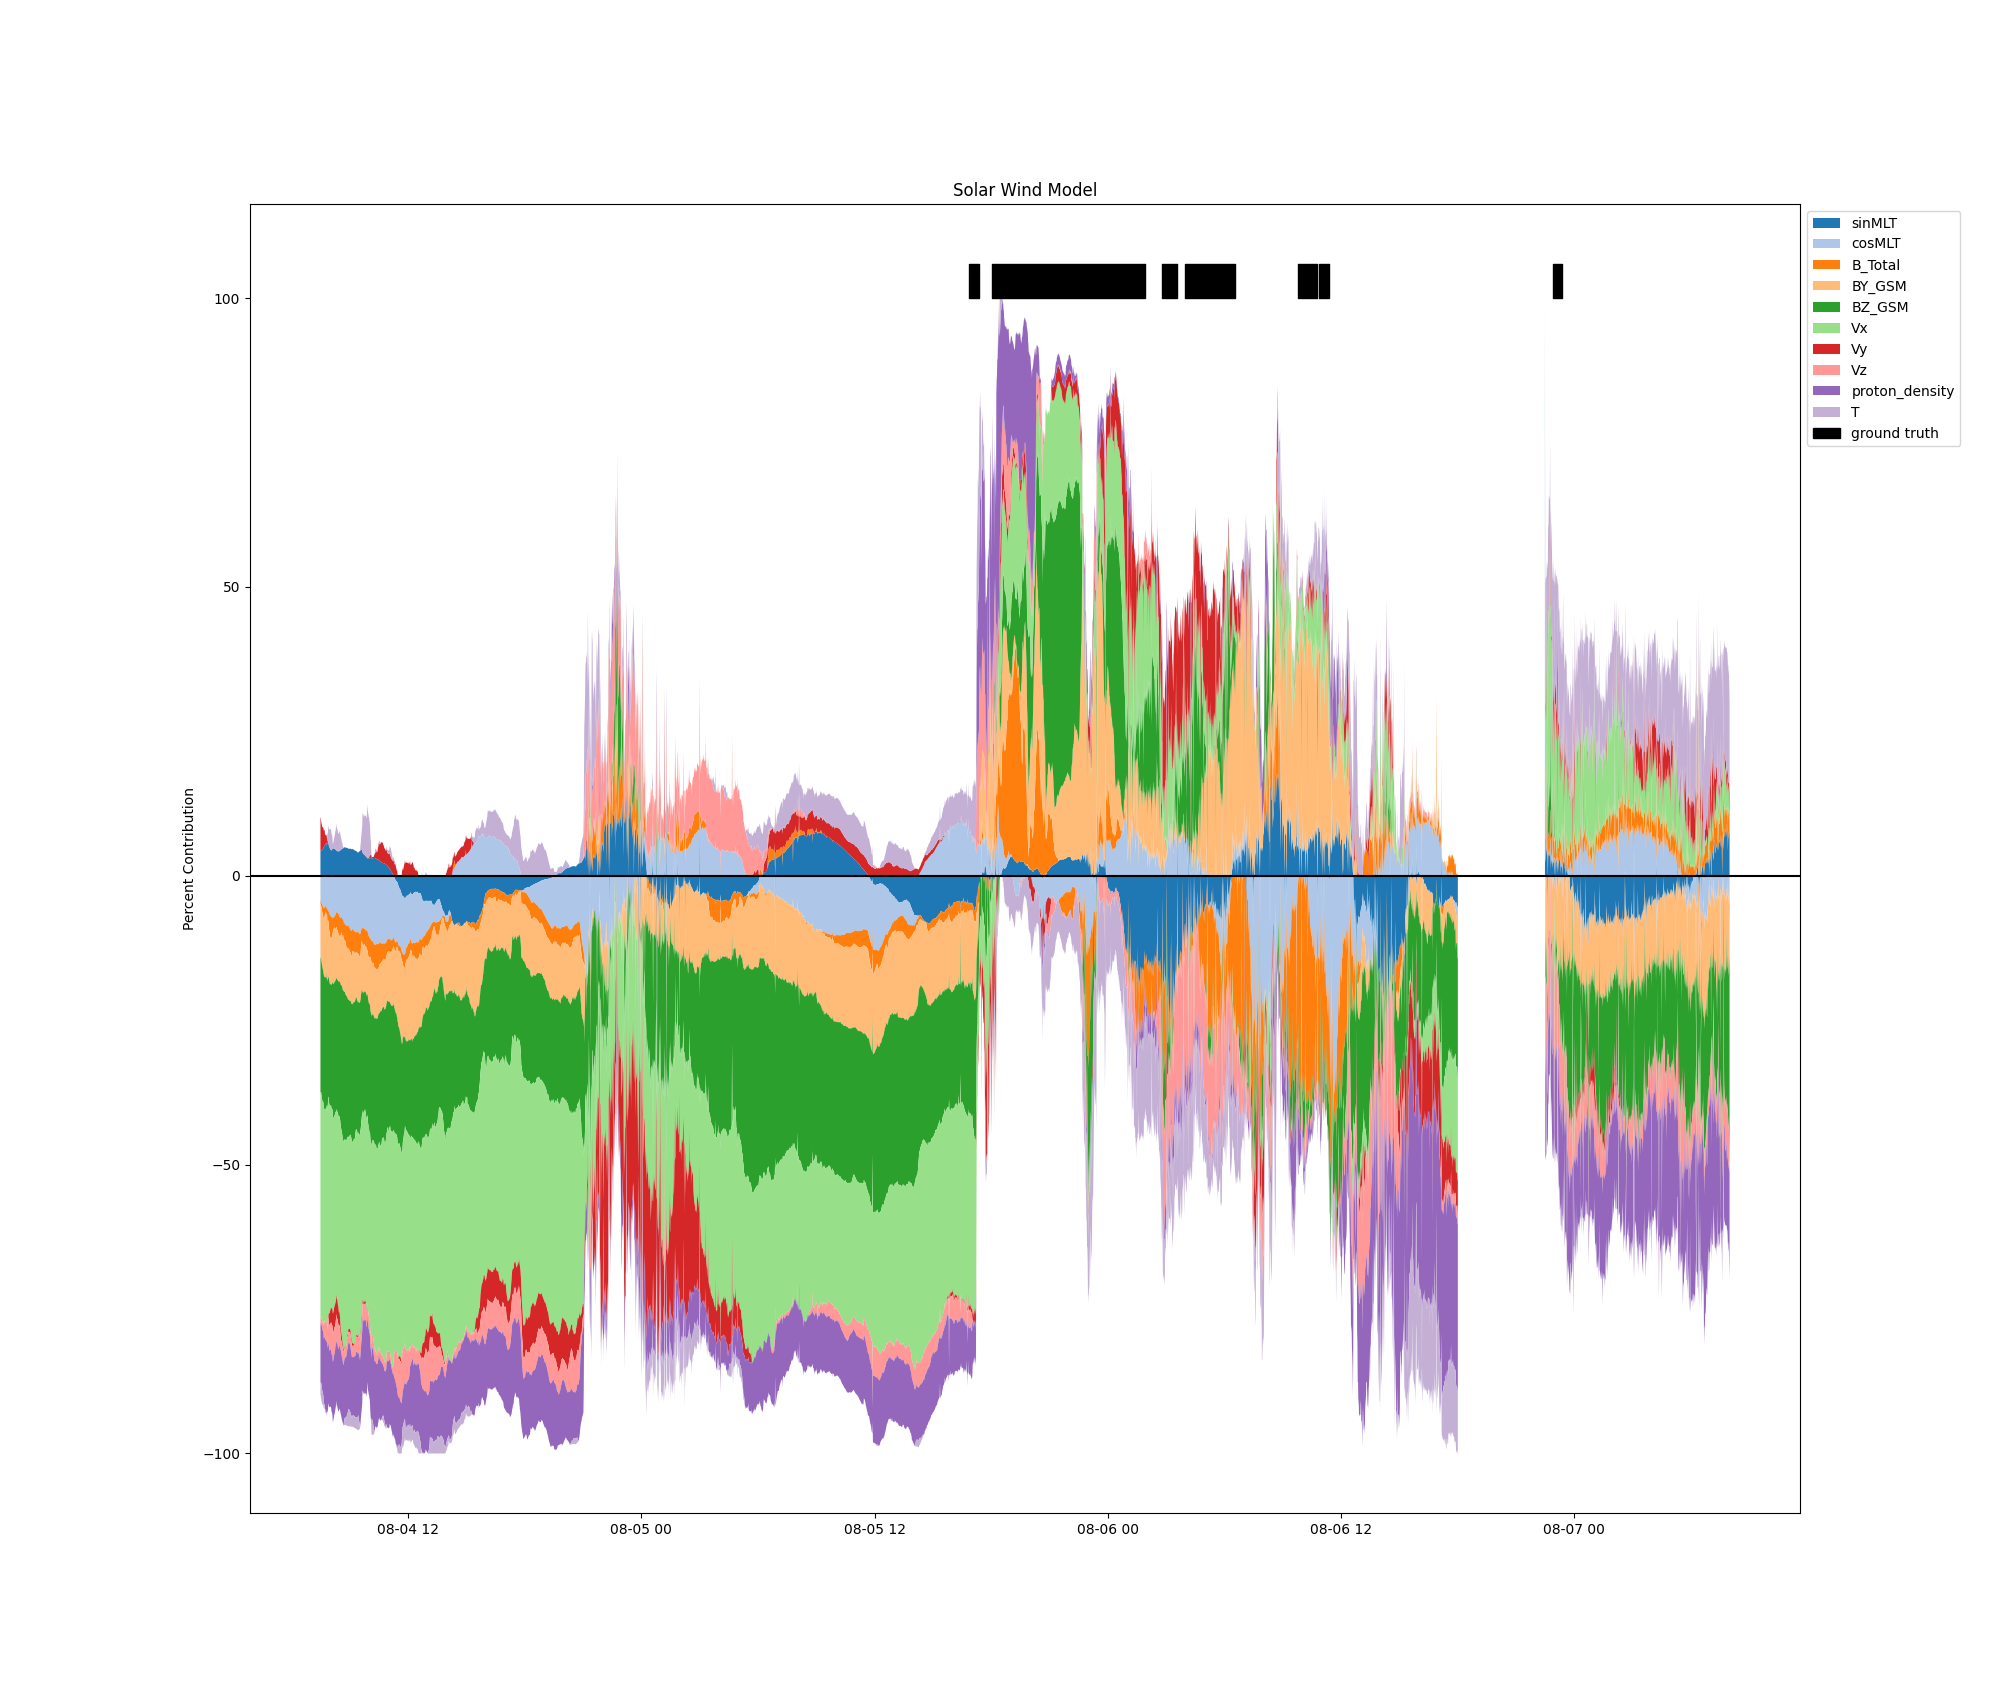 Solar Wind Model
sinMLT
cosMLT
B_Total
BY_GSM
BZ_GSM
Vx
Vy
Vz
proton_density
T
ground truth
100
50
0
−50
−100
Percent Contribution
08-04 12
08-05 00
08-05 12
08-06 00
08-06 12
08-07 00